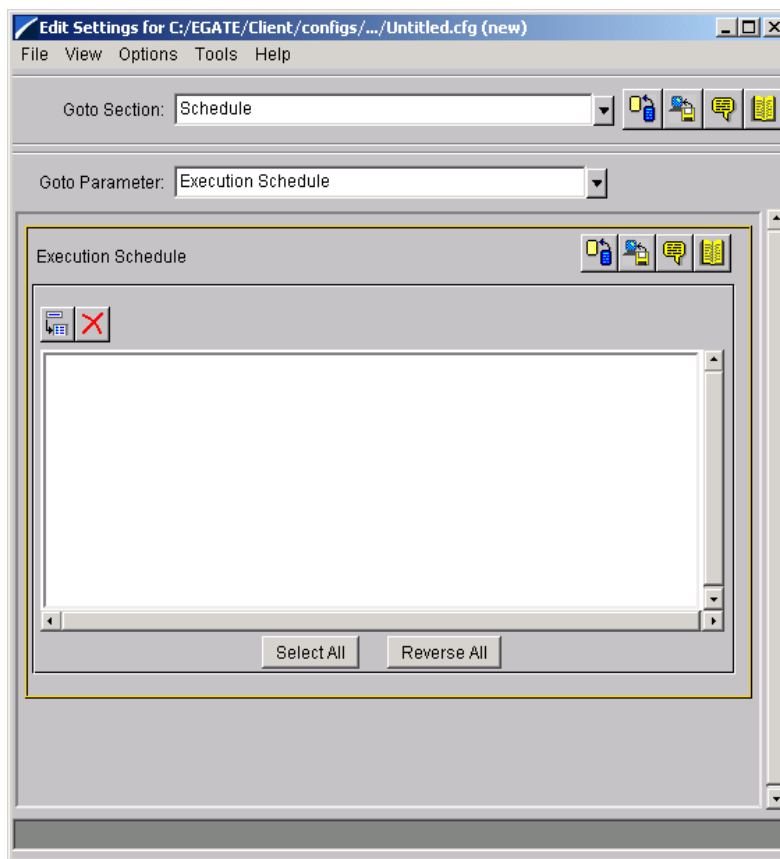 Edit Settings for C:/EGATE/Client/configs/.../Untitled.cfg (new)
File View Options Tools Help
Goto Section: Schedule
Goto Parameter: Execution Schedule
Execution Schedule
Select All Reverse All